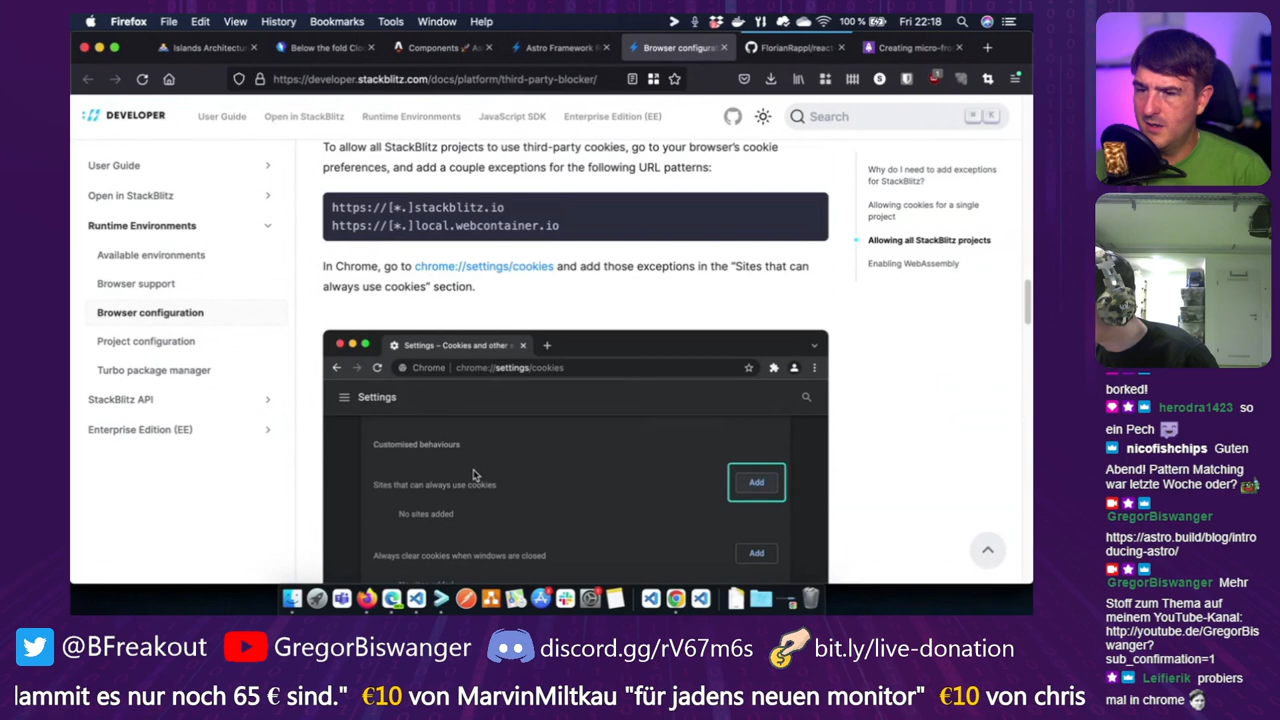 Firefox File Edit View History Bookmarks Tools Window Help 100 % Fri 22:18
Islands Architectu Below the fold Clo Components As Astro Framework R Browser configura FlorianRappl/react Creating micro-fro
https://developer.stackblitz.com/docs/platform/third-party-blocker/
DEVELOPER User Guide Open in StackBlitz Runtime Environments JavaScript SDK Enterprise Edition (EE) Search K
User Guide
Open in StackBlitz
Runtime Environments
Available environments
Browser support
Browser configuration
Project configuration
Turbo package manager
StackBlitz API
Enterprise Edition (EE)
To allow all StackBlitz projects to use third-party cookies, go to your browser's cookie
preferences, and add a couple exceptions for the following URL patterns:
https://[*.]stackblitz.io
https://[*.]local.webcontainer.io
In Chrome, go to chrome://settings/cookies and add those exceptions in the “Sites that can
always use cookies” section.
Settings – Cookies and other s
Chrome chrome://settings/cookies
Settings
Customised behaviours
Sites that can always use cookies Add
No sites added
Always clear cookies when windows are closed Add
Why do I need to add exceptions
for StackBlitz?
Allowing cookies for a single
project
Allowing all StackBlitz projects
Enabling WebAssembly
borked!
herodra1423 so
ein Pech
nicofishchips Guten
Abend! Pattern Matching
war letzte Woche oder?
GregorBiswanger
https://astro.build/blog/intro
ducing-astro/
GregorBiswanger Mehr
Stoff zum Thema auf
meinem YouTube-Kanal:
http://youtube.de/GregorBis
wanger?
sub_confirmation=1
Leifierik probiers
mal in chrome
@BFreakout GregorBiswanger discord.gg/rV67m6s bit.ly/live-donation
dammit es nur noch 65 € sind." €10 von MarvinMiltkau "für jadens neuen monitor" €10 von chris